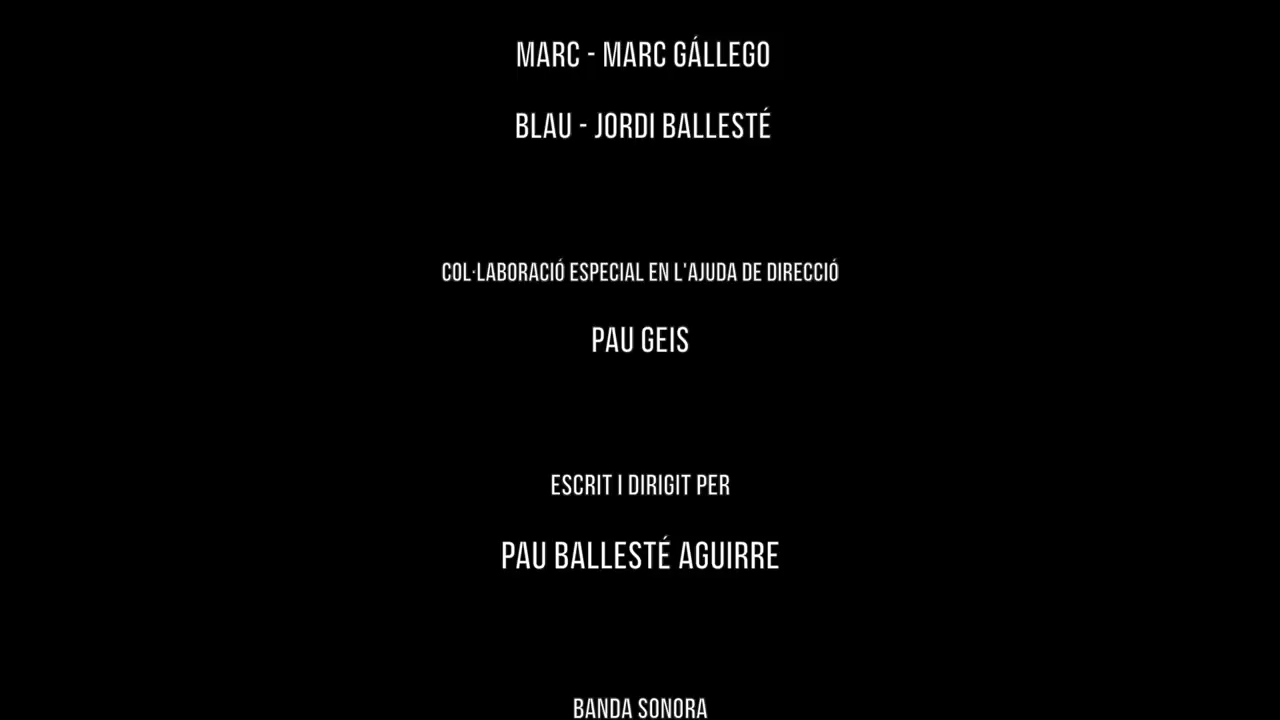 MARC - MARC GÁLLEGO
BLAU - JORDI BALLESTÉ
COL·LABORACIÓ ESPECIAL EN L'AJUDA DE DIRECCIÓ
PAU GEIS
ESCRIT I DIRIGIT PER
PAU BALLESTÉ AGUIRRE
BANDA SONORA